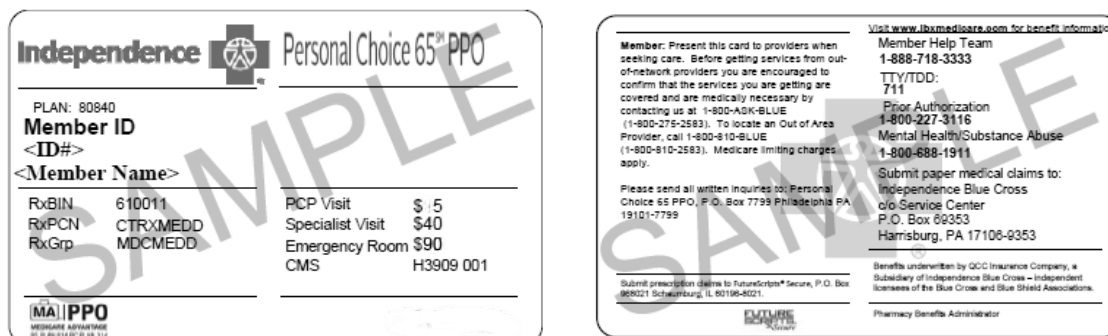 Independence
Personal Choice 65℠ PPO
PLAN: 80840
Member ID
<ID#>
<Member Name>
RxBIN 610011
RxPCN CTRXMEDD
RxGrp MDCMEDD
PCP Visit $ 5
Specialist Visit $40
Emergency Room $90
CMS H3909 001
MA PPO
MEDICARE ADVANTAGE
SAMPLE
Member: Present this card to providers when
seeking care. Before getting services from out-
of-network providers you are encouraged to
confirm that the services you are getting are
covered and are medically necessary by
contacting us at 1-800-ASK-BLUE
(1-800-275-2583). To locate an Out of Area
Provider, call 1-800-810-BLUE
(1-800-810-2583). Medicare limiting charges
apply.
Please send all written inquiries to: Personal
Choice 65 PPO, P.O. Box 7799 Philadelphia PA
19101-7799
Submit prescription claims to FutureScripts® Secure, P.O. Box
968021 Schaumburg, IL 60196-8021.
FUTURE
SCRIPTS
Secure
Visit www.ibxmedicare.com for benefit informatio
Member Help Team
1-888-718-3333
TTY/TDD:
711
Prior Authorization
1-800-227-3116
Mental Health/Substance Abuse
1-800-688-1911
Submit paper medical claims to:
Independence Blue Cross
c/o Service Center
P.O. Box 69353
Harrisburg, PA 17106-9353
Benefits underwritten by QCC Insurance Company, a
Subsidiary of Independence Blue Cross – independent
licensees of the Blue Cross and Blue Shield Associations.
Pharmacy Benefits Administrator
SAMPLE